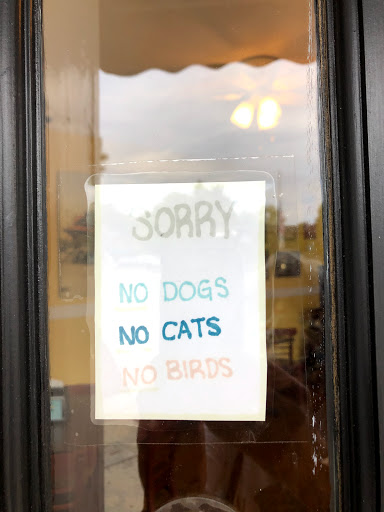 SORRY
NO DOGS
NO CATS
NO BIRDS